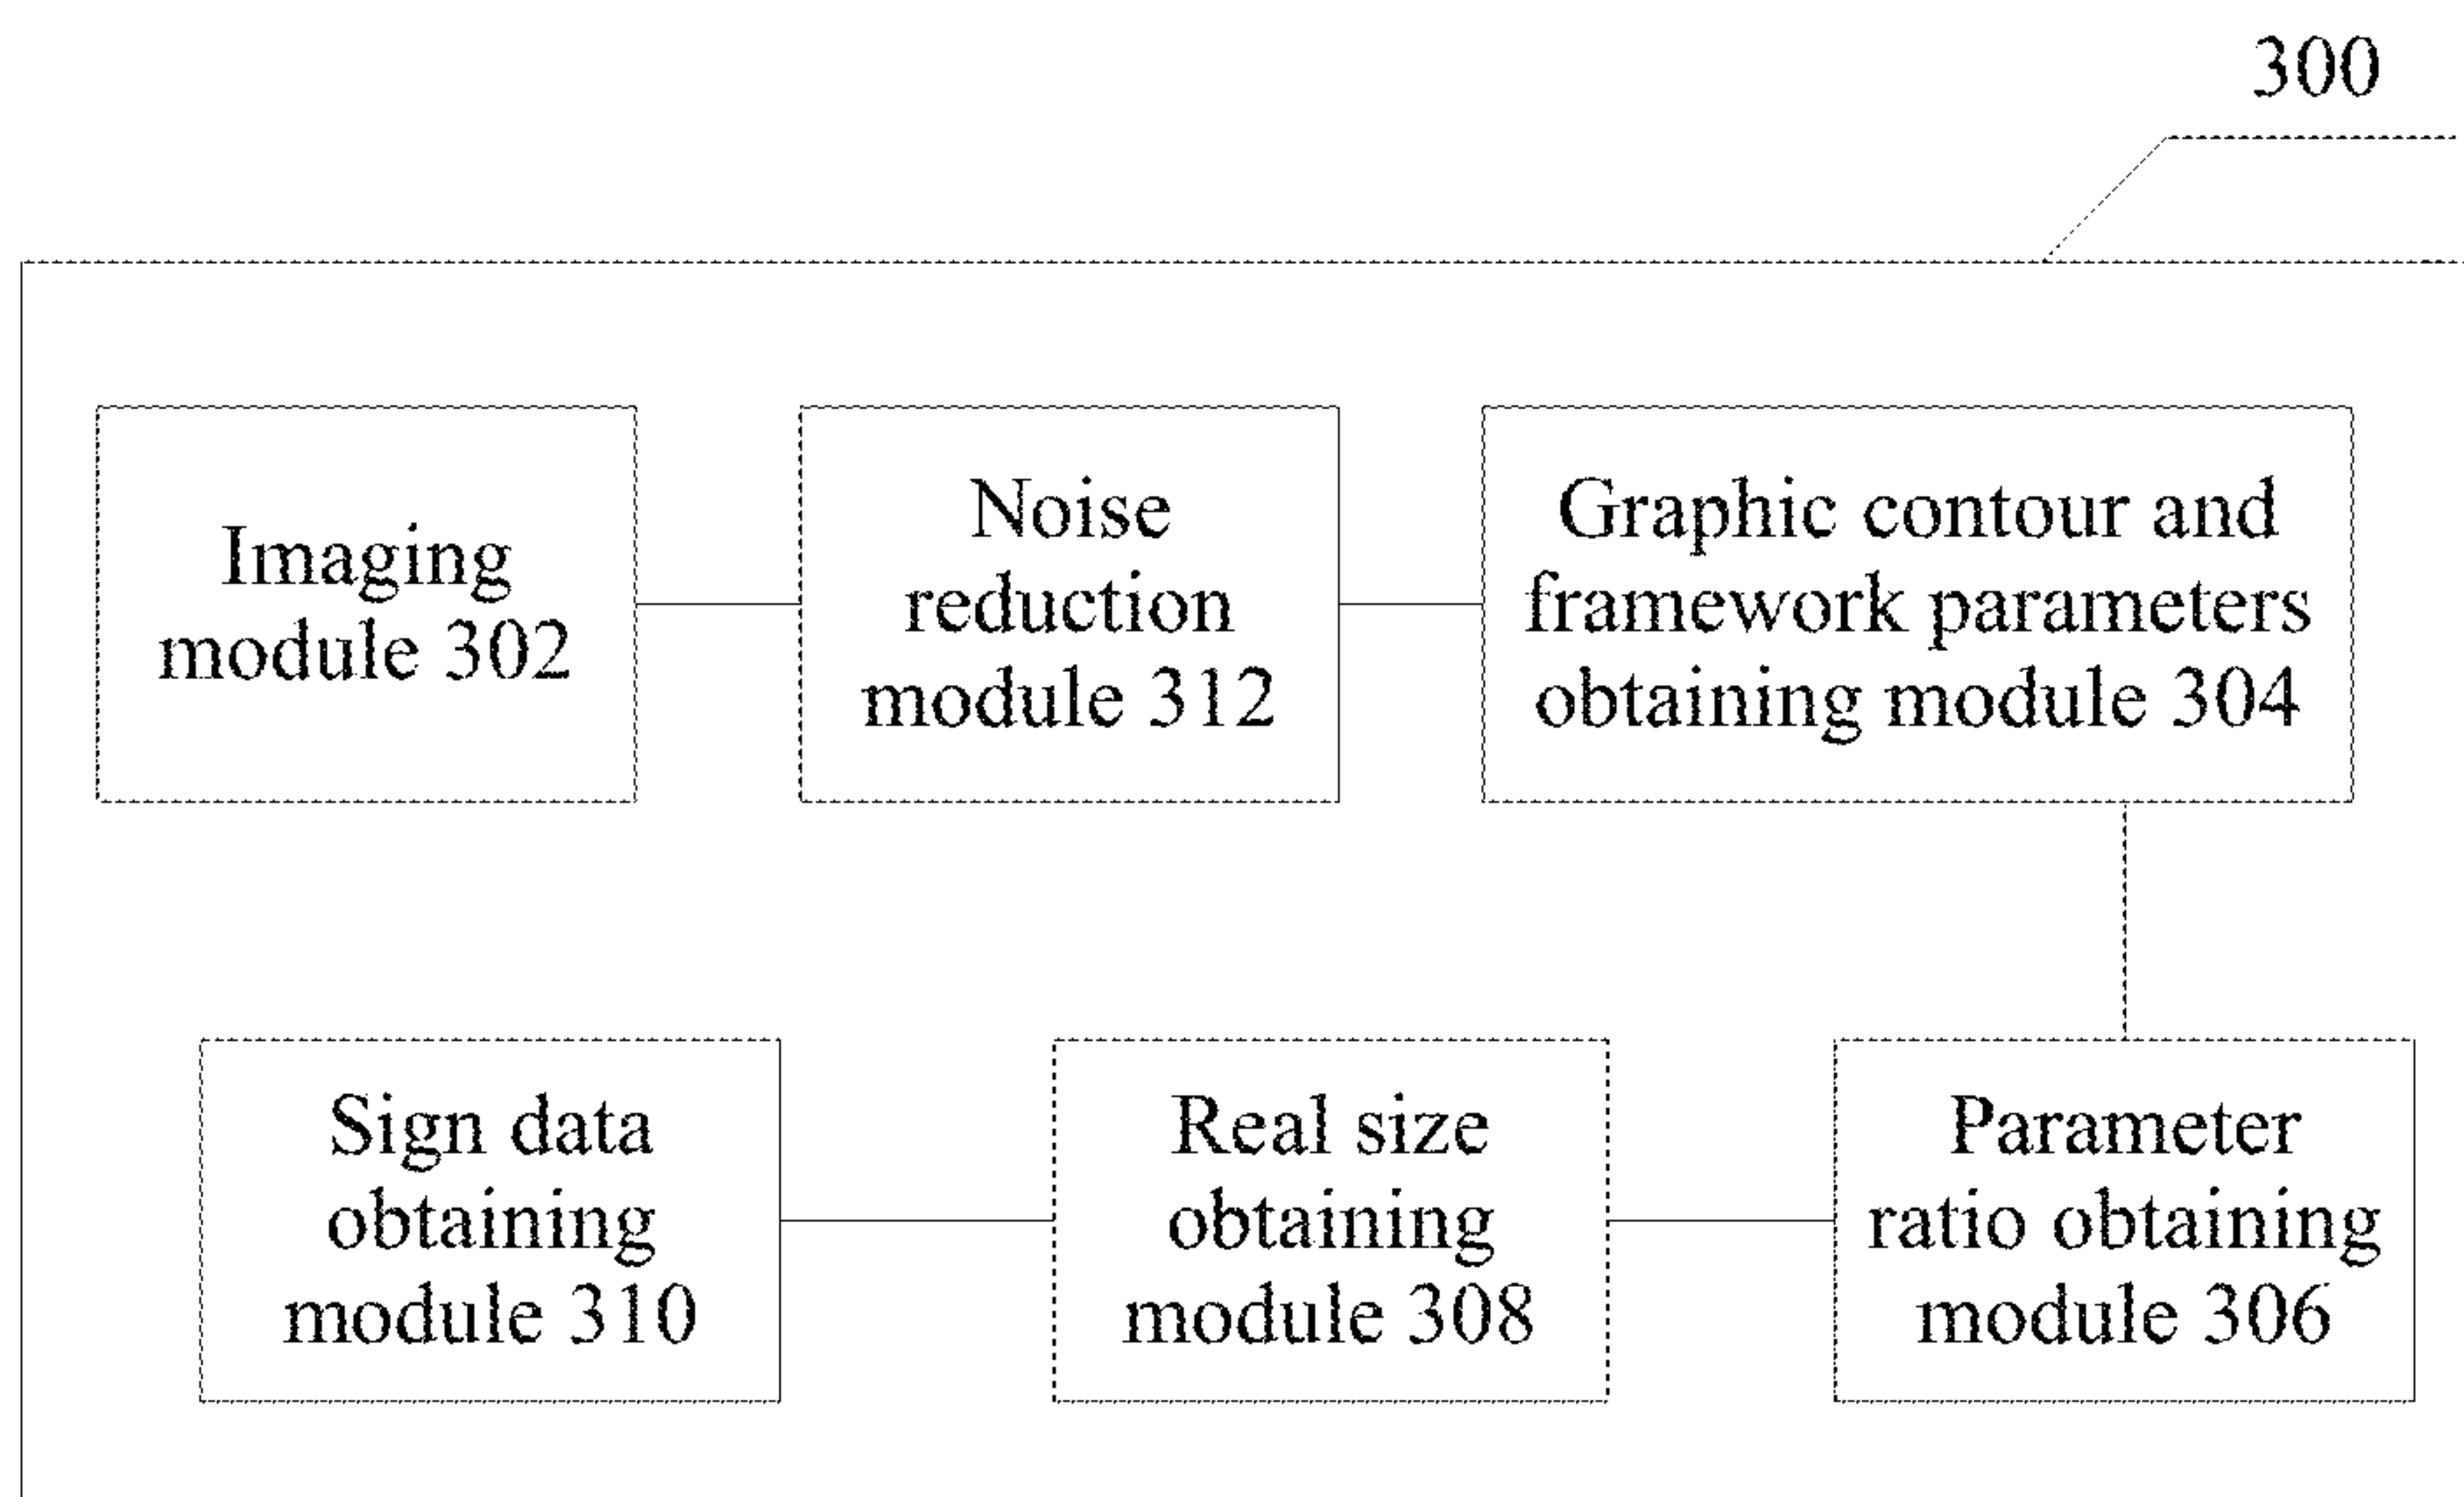 300
Imaging
module 302
Noise
reduction
module 312
Graphic contour and
framework parameters
obtaining module 304
Sign data
obtaining
module 310
Real size
obtaining
module 308
Parameter
ratio obtaining
module 306